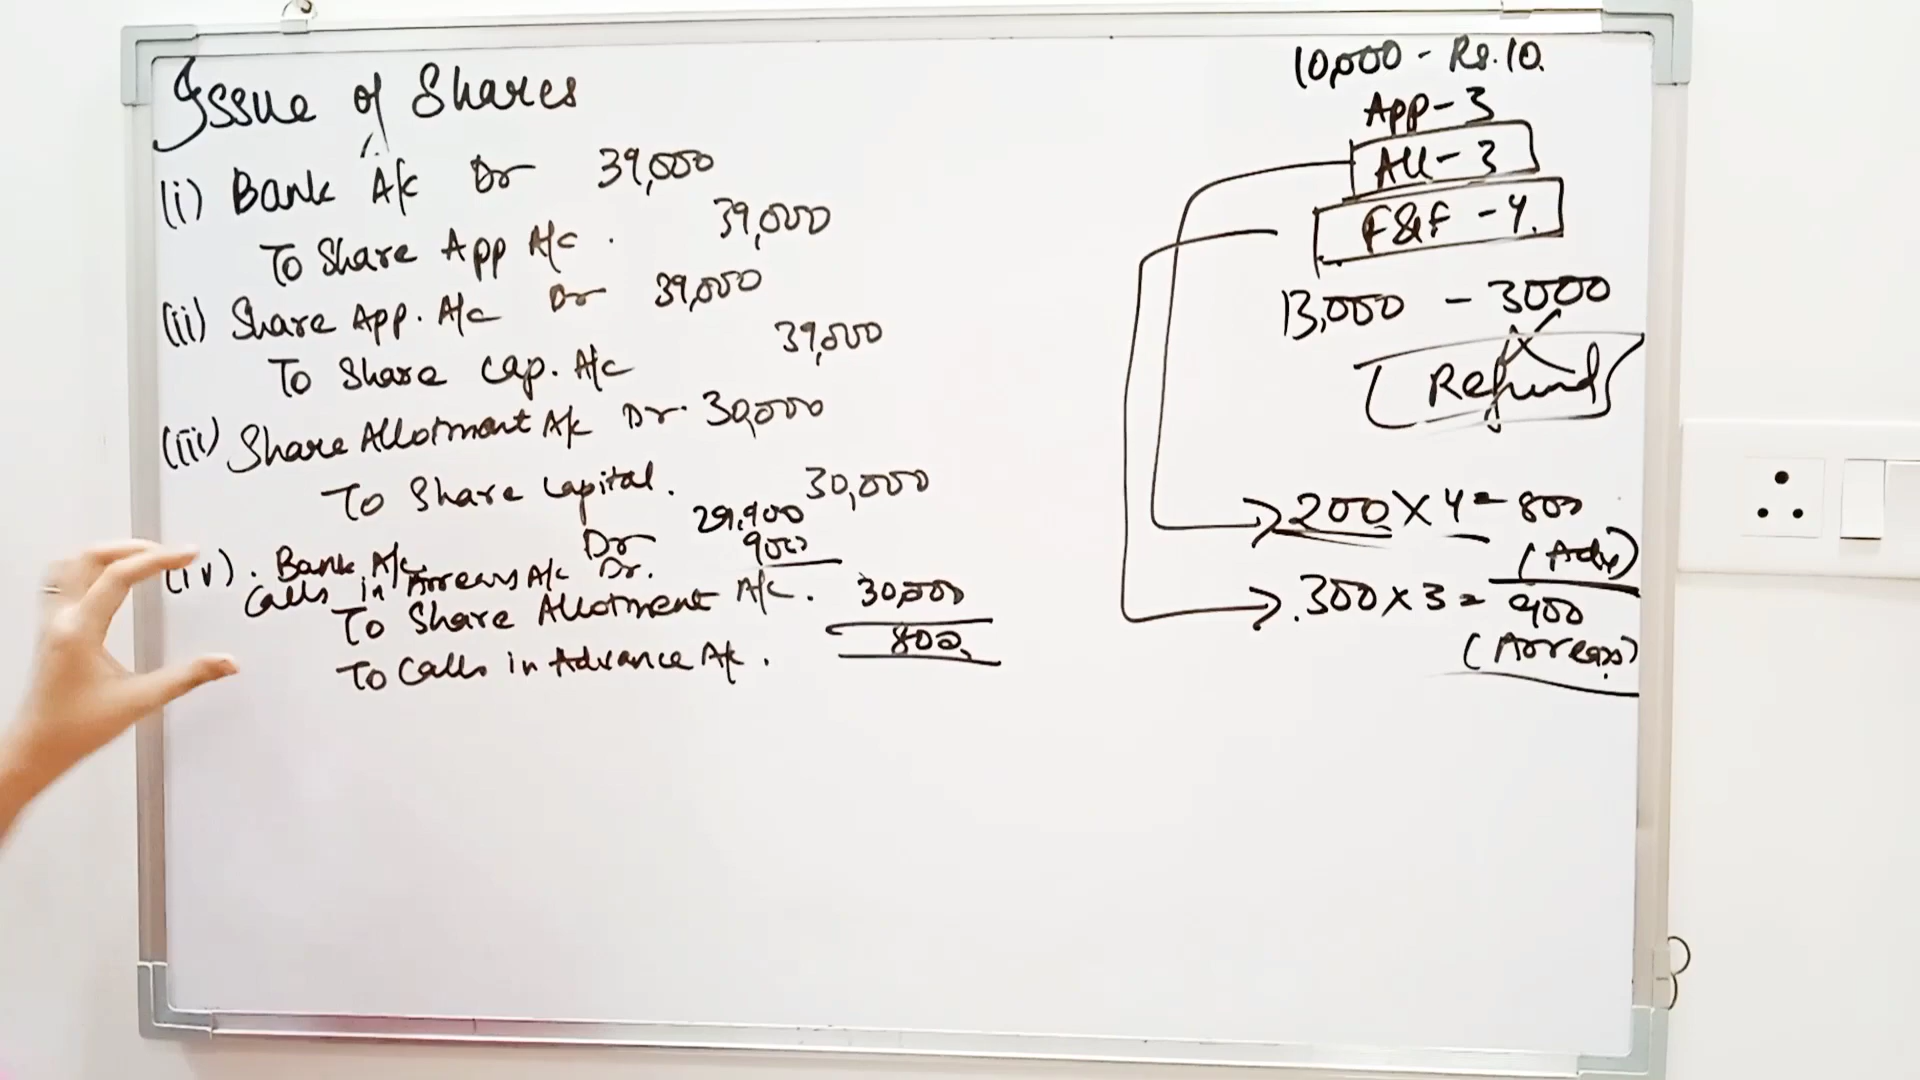 Issue of Shares
(i) Bank A/c Dr 39,000
To Share App A/c . 39,000
(ii) Share App. A/c Dr 39,000
To Share Cap. A/c 39,000
(iii) Share Allotment A/c Dr. 30,000
To Share Capital. 30,000
(iv). Bank A/c. Dr 29,900
Calls in Arrears A/c Dr. 900
To Share Allotment A/c. 30,000
To Calls in Advance A/c . 800
10,000 - Rs.10.
App - 3
All - 3
F&F - 4.
13,000 - 3000
Refund
200 X 4 = 800
(Adv)
.300 X 3 = 900
(Arrears)